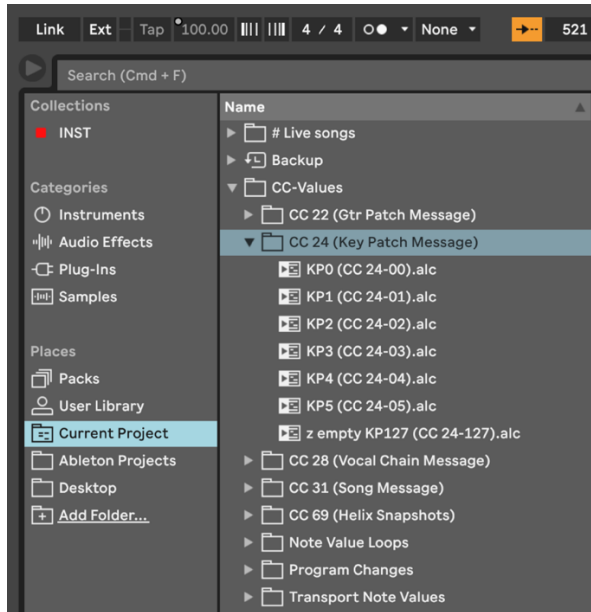 Link Ext Tap 100.00 4 / 4 None 521
Search (Cmd + F)
Collections
INST
Categories
Instruments
Audio Effects
Plug-Ins
Samples
Places
Packs
User Library
Current Project
Ableton Projects
Desktop
Add Folder...
Name
# Live songs
Backup
CC-Values
CC 22 (Gtr Patch Message)
CC 24 (Key Patch Message)
KP0 (CC 24-00).alc
KP1 (CC 24-01).alc
KP2 (CC 24-02).alc
KP3 (CC 24-03).alc
KP4 (CC 24-04).alc
KP5 (CC 24-05).alc
z empty KP127 (CC 24-127).alc
CC 28 (Vocal Chain Message)
CC 31 (Song Message)
CC 69 (Helix Snapshots)
Note Value Loops
Program Changes
Transport Note Values